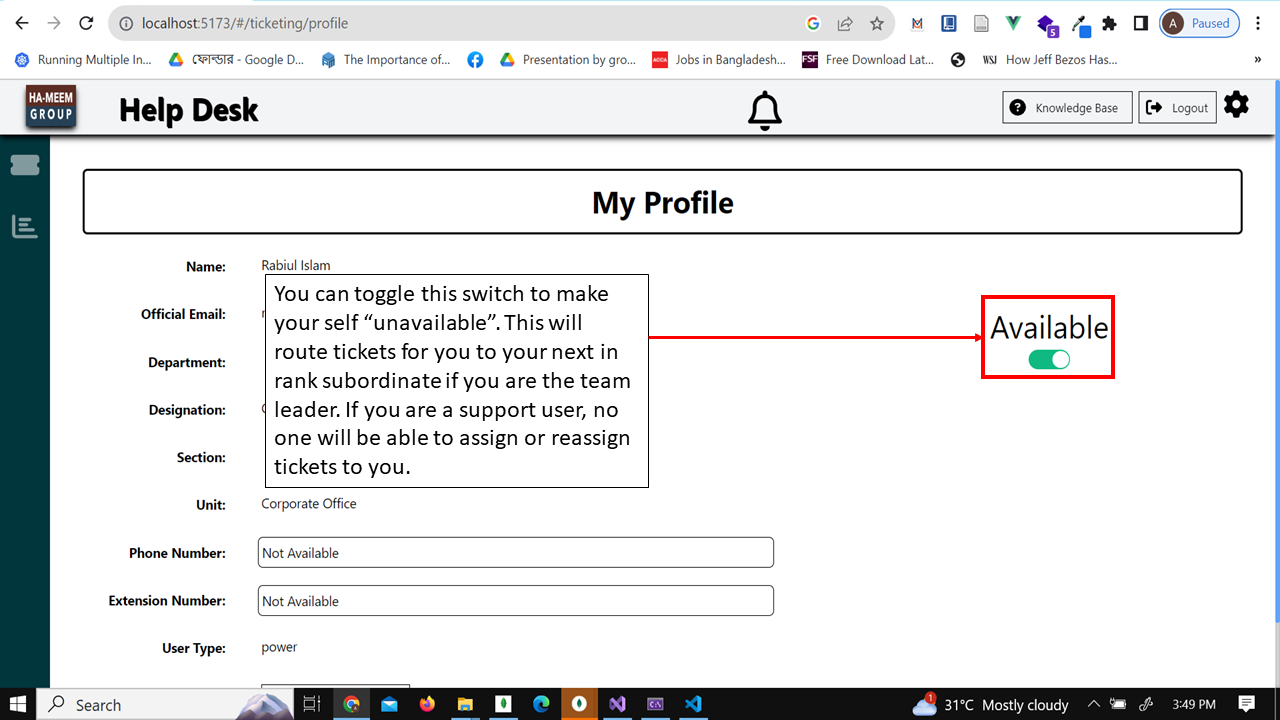 localhost:5173/#/ticketing/profile
A Paused
5
Running Multiple In...
ফোল্ডার - Google D...
The Importance of...
Presentation by gro...
ACCA Jobs in Bangladesh...
FSF Free Download Lat...
WSJ How Jeff Bezos Has...
»
HA-MEEM
GROUP
Help Desk
Knowledge Base
Logout
My Profile
Name: Rabiul Islam
You can toggle this switch to make
your self “unavailable”. This will
route tickets for you to your next in
rank subordinate if you are the team
leader. If you are a support user, no
one will be able to assign or reassign
tickets to you.
Available
Official Email:
Department:
Designation:
Section:
Unit: Corporate Office
Phone Number: Not Available
Extension Number: Not Available
User Type: power
Search
1
31°C Mostly cloudy
3:49 PM